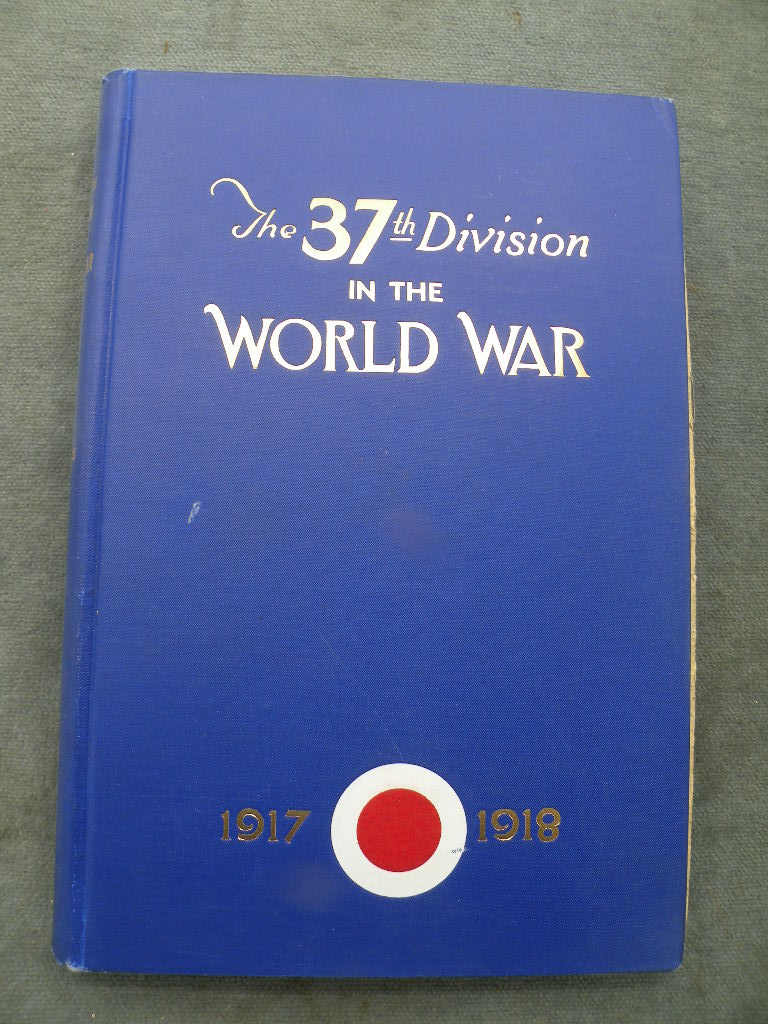 The 37th Division
IN THE
WORLD WAR
1917 1918